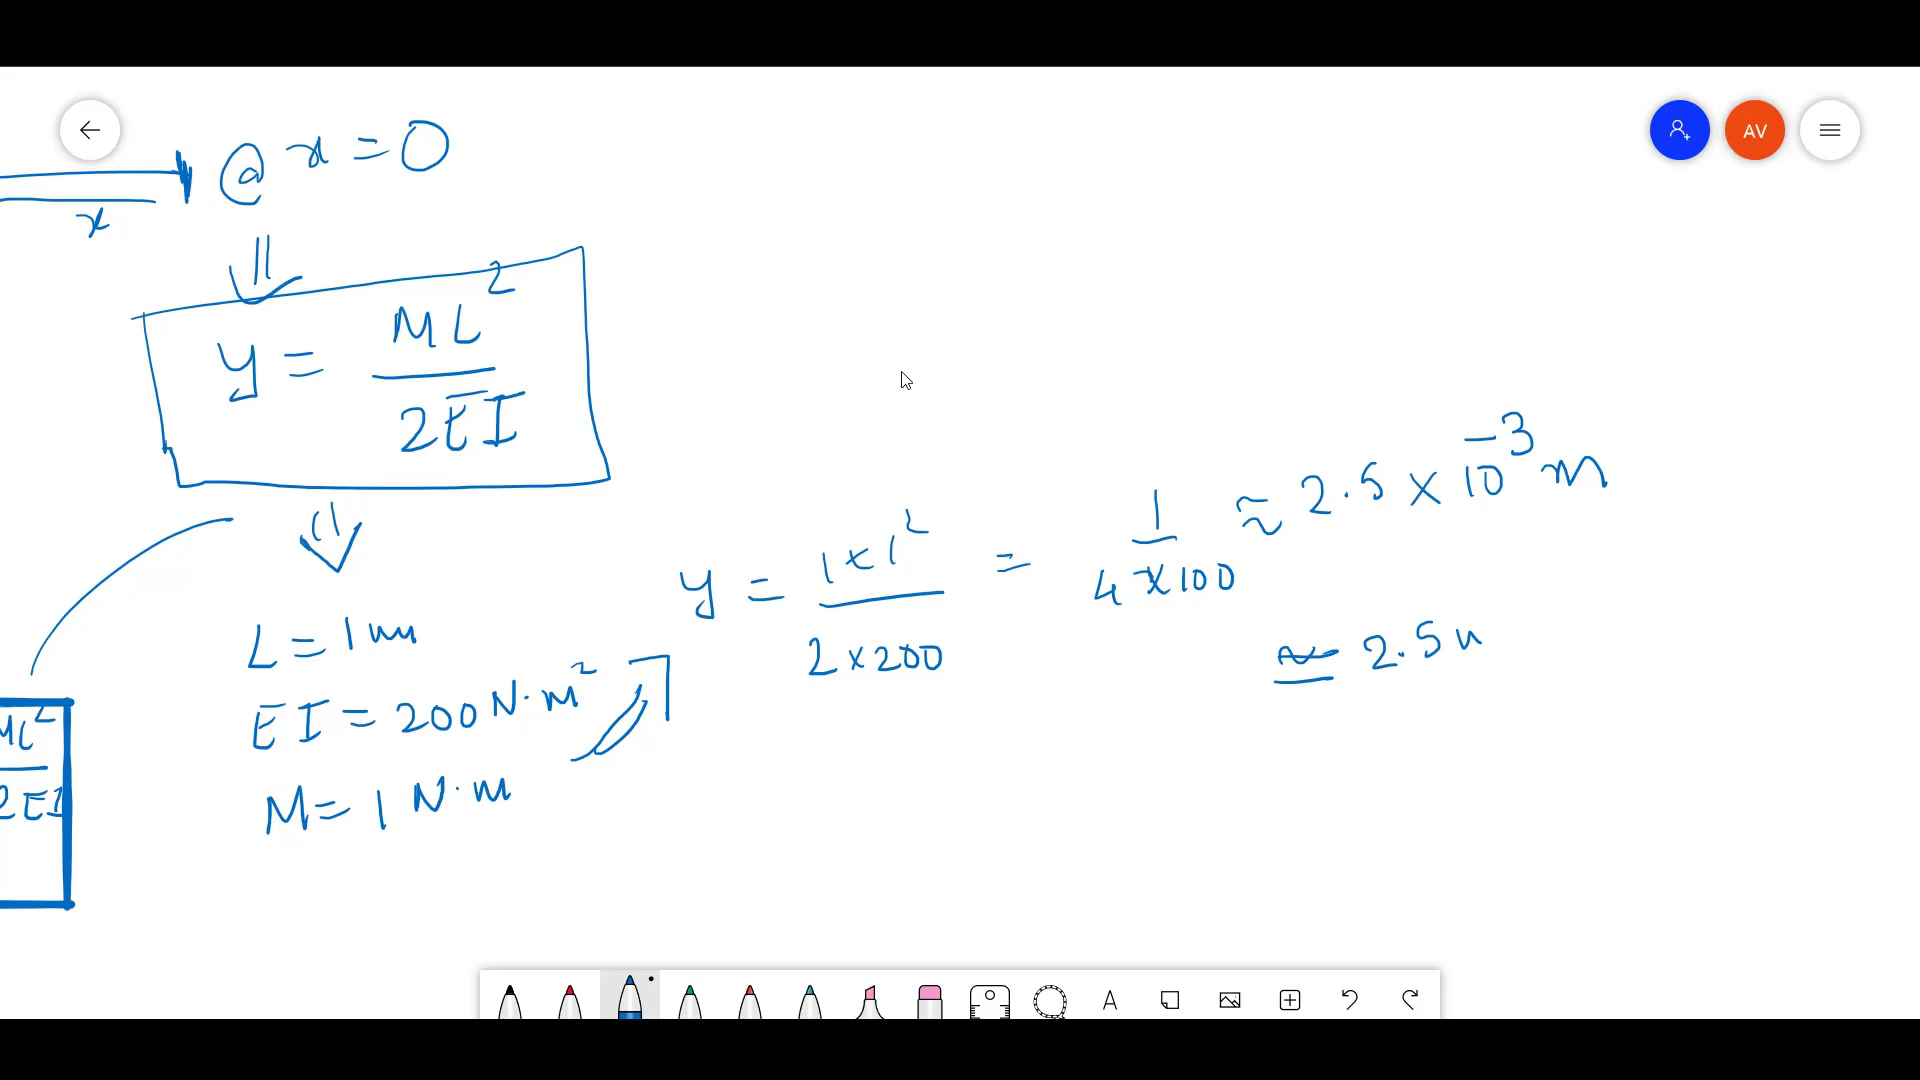 @ x = 0
x
AV
y = ML² / 2EI
y = 1×1² / 2×200 = 1 / 4×100 ≈ 2.5 × 10⁻³ m
≈ 2.5
L = 1 m
EI = 200 N·m²
M = 1 N·m
ML² / 2EI
A